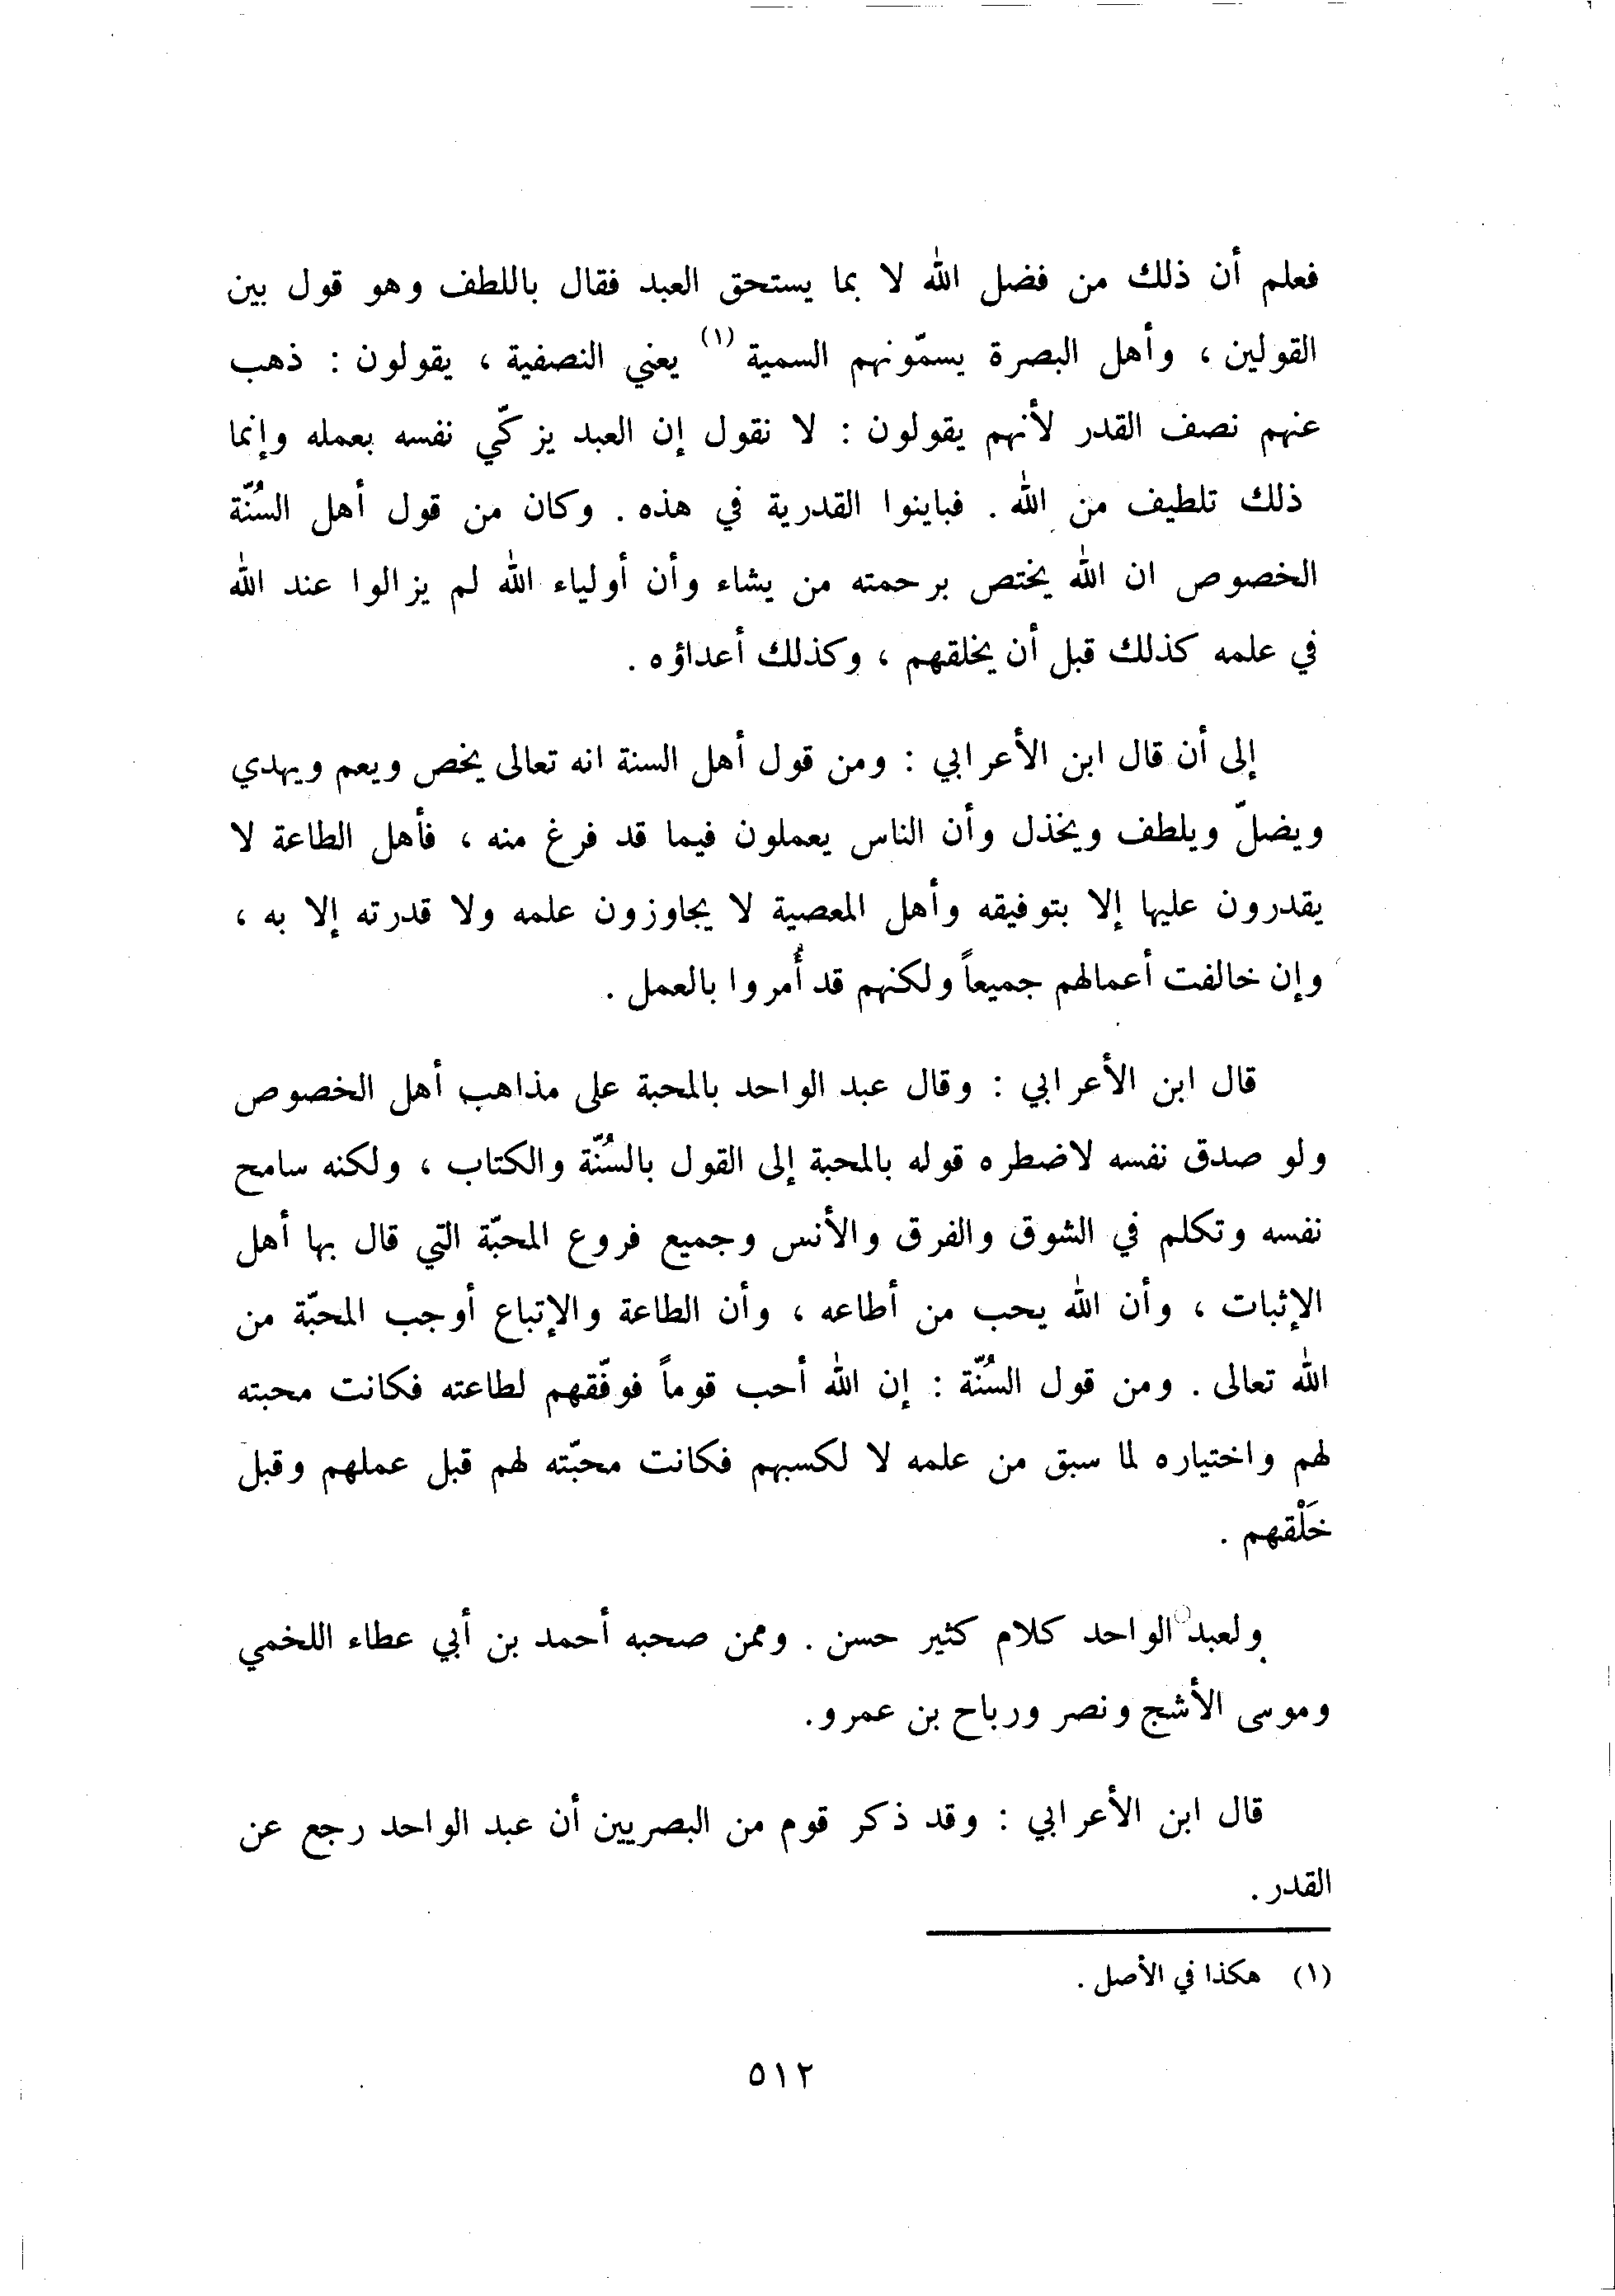 فعلم أن ذلك من فضل الله لا بما يستحق العبد فقال باللطف وهو قول بين
القولين ، وأهل البصرة يسمّونهم السمية (١) يعني النصفية ، يقولون : ذهب
عنهم نصف القدر لأنهم يقولون : لا نقول إن العبد يزكّي نفسه بعمله وإنما
ذلك تلطيف من الله . فباينوا القدرية في هذه . وكان من قول أهل السُنّة
الخصوص ان الله يختص برحمته من يشاء وأن أولياء الله لم يزالوا عند الله
في علمه كذلك قبل أن يخلقهم ، وكذلك أعداؤه .
إلى أن قال ابن الأعرابي : ومن قول أهل السنة انه تعالى يخص ويعم ويهدي
ويضلّ ويلطف ويخذل وأن الناس يعملون فيما قد فرغ منه ، فأهل الطاعة لا
يقدرون عليها إلا بتوفيقه وأهل المعصية لا يجاوزون علمه ولا قدرته إلا به ،
وإن خالفت أعمالهم جميعاً ولكنهم قد أُمروا بالعمل .
قال ابن الأعرابي : وقال عبد الواحد بالمحبة على مذاهب أهل الخصوص
ولو صدق نفسه لاضطره قوله بالمحبة إلى القول بالسُنّة والكتاب ، ولكنه سامح
نفسه وتكلم في الشوق والفرق والأنس وجميع فروع المحبّة التي قال بها أهل
الإثبات ، وأن الله يحب من أطاعه ، وأن الطاعة والإتباع أوجب المحبّة من
الله تعالى . ومن قول السُنّة : إن الله أحب قوماً فوفّقهم لطاعته فكانت محبته
لهم واختياره لما سبق من علمه لا لكسبهم فكانت محبّته لهم قبل عملهم وقبل
خَلْقهم .
ولعبد الواحد كلام كثير حسن . وممن صحبه أحمد بن أبي عطاء اللخمي
وموسى الأشج ونصر ورباح بن عمرو.
قال ابن الأعرابي : وقد ذكر قوم من البصريين أن عبد الواحد رجع عن
القدر .
(١) هكذا في الأصل .
٥١٢